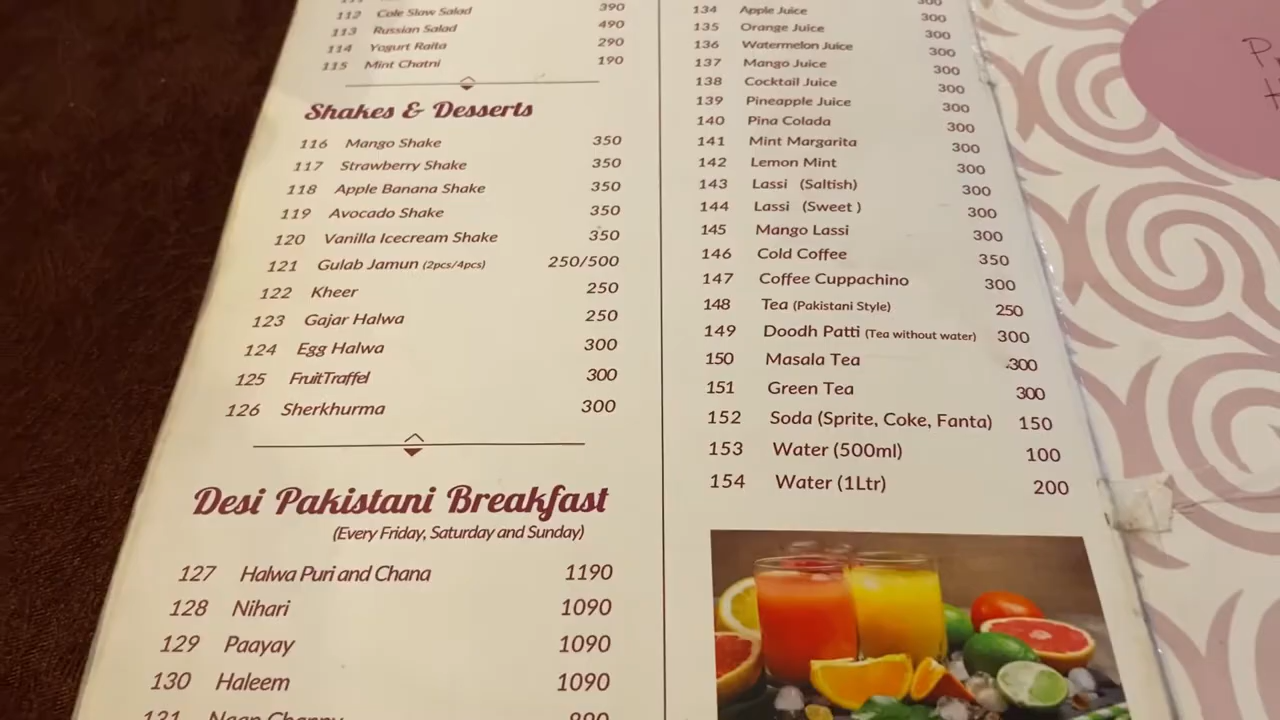 112 Cole Slaw Salad 390
113 Russian Salad 490
114 Yogurt Raita 290
115 Mint Chatni 190
Shakes & Desserts
116 Mango Shake 350
117 Strawberry Shake 350
118 Apple Banana Shake 350
119 Avocado Shake 350
120 Vanilla Icecream Shake 350
121 Gulab Jamun (2pcs/4pcs) 250/500
122 Kheer 250
123 Gajar Halwa 250
124 Egg Halwa 300
125 FruitTraffel 300
126 Sherkhurma 300
Desi Pakistani Breakfast
(Every Friday, Saturday and Sunday)
127 Halwa Puri and Chana 1190
128 Nihari 1090
129 Paayay 1090
130 Haleem 1090
131 Naan Channy 890
134 Apple Juice 300
135 Orange Juice 300
136 Watermelon Juice 300
137 Mango Juice 300
138 Cocktail Juice 300
139 Pineapple Juice 300
140 Pina Colada 300
141 Mint Margarita 300
142 Lemon Mint 300
143 Lassi (Saltish) 300
144 Lassi (Sweet ) 300
145 Mango Lassi 300
146 Cold Coffee 350
147 Coffee Cuppachino 300
148 Tea (Pakistani Style) 250
149 Doodh Patti (Tea without water) 300
150 Masala Tea 300
151 Green Tea 300
152 Soda (Sprite, Coke, Fanta) 150
153 Water (500ml) 100
154 Water (1Ltr) 200